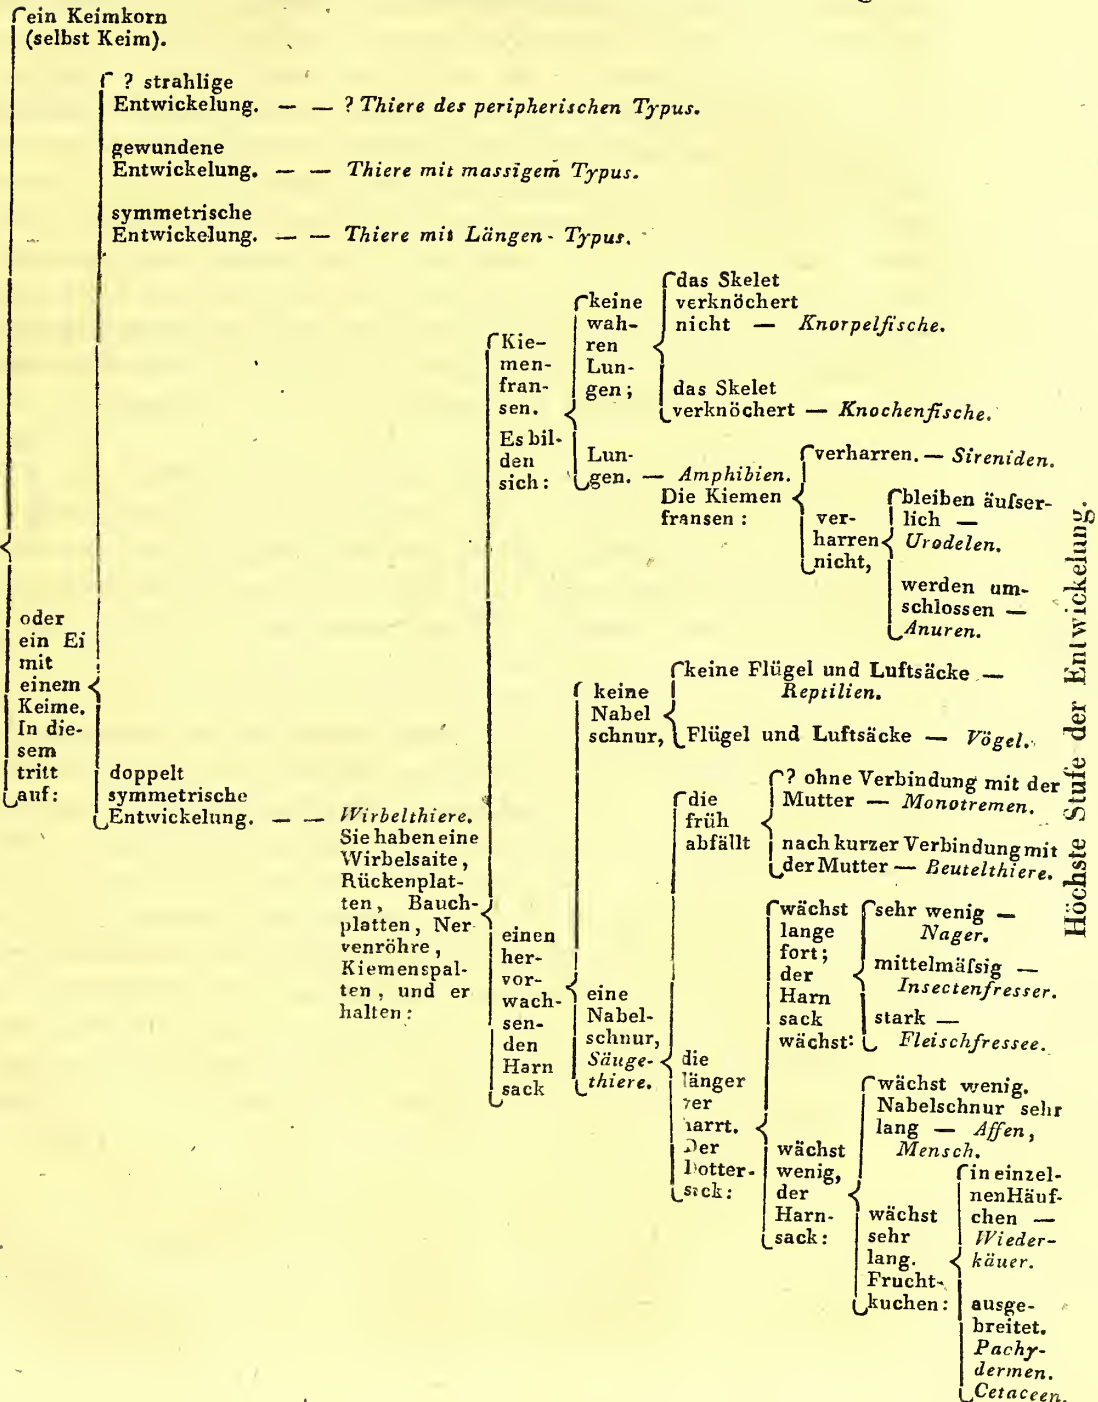 ein Keimkorn
(selbst Keim).
? strahlige
Entwickelung. — — ? Thiere des peripherischen Typus.
gewundene
Entwickelung. — — Thiere mit massigem Typus.
symmetrische
Entwickelung. — — Thiere mit Längen-Typus.
oder
ein Ei
mit
einem
Keime.
In die-
sem
tritt
auf:
doppelt
symmetrische
Entwickelung. — — Wirbelthiere.
Sie haben eine
Wirbelsaite,
Rückenplat-
ten, Bauch-
platten, Ner-
venröhre,
Kiemenspal-
ten, und er
halten:
Kie-
men-
fran-
sen.
Es bil-
den
sich:
keine
wah-
ren
Lun-
gen;
das Skelet
verknöchert
nicht — Knorpelfische.
das Skelet
verknöchert — Knochenfische.
Lun-
gen. — Amphibien.
Die Kiemen
fransen:
verharren. — Sireniden.
ver-
harren
nicht,
bleiben äuſser-
lich —
Urodelen.
werden um-
schlossen —
Anuren.
einen
her-
vor-
wach-
sen-
den
Harn
sack
keine
Nabel
schnur,
keine Flügel und Luftsäcke —
Reptilien.
Flügel und Luftsäcke — Vögel.
eine
Nabel-
schnur,
Säuge-
thiere.
die
früh
abfällt
? ohne Verbindung mit der
Mutter — Monotremen.
nach kurzer Verbindung mit
der Mutter — Beutelthiere.
die
länger
ver
harrt.
Der
Dotter-
sack:
wächst
lange
fort;
der
Harn
sack
wächst:
sehr wenig —
Nager.
mittelmäſsig —
Insectenfresser.
stark —
Fleischfressee.
wächst
wenig,
der
Harn-
sack:
wächst wenig.
Nabelschnur sehr
lang — Affen,
Mensch.
wächst
sehr
lang.
Frucht-
kuchen:
in einzel-
nen Häuf-
chen —
Wieder-
käuer.
ausge-
breitet.
Pachy-
dermen.
Cetaceen.
Höchste Stufe der Entwickelung.